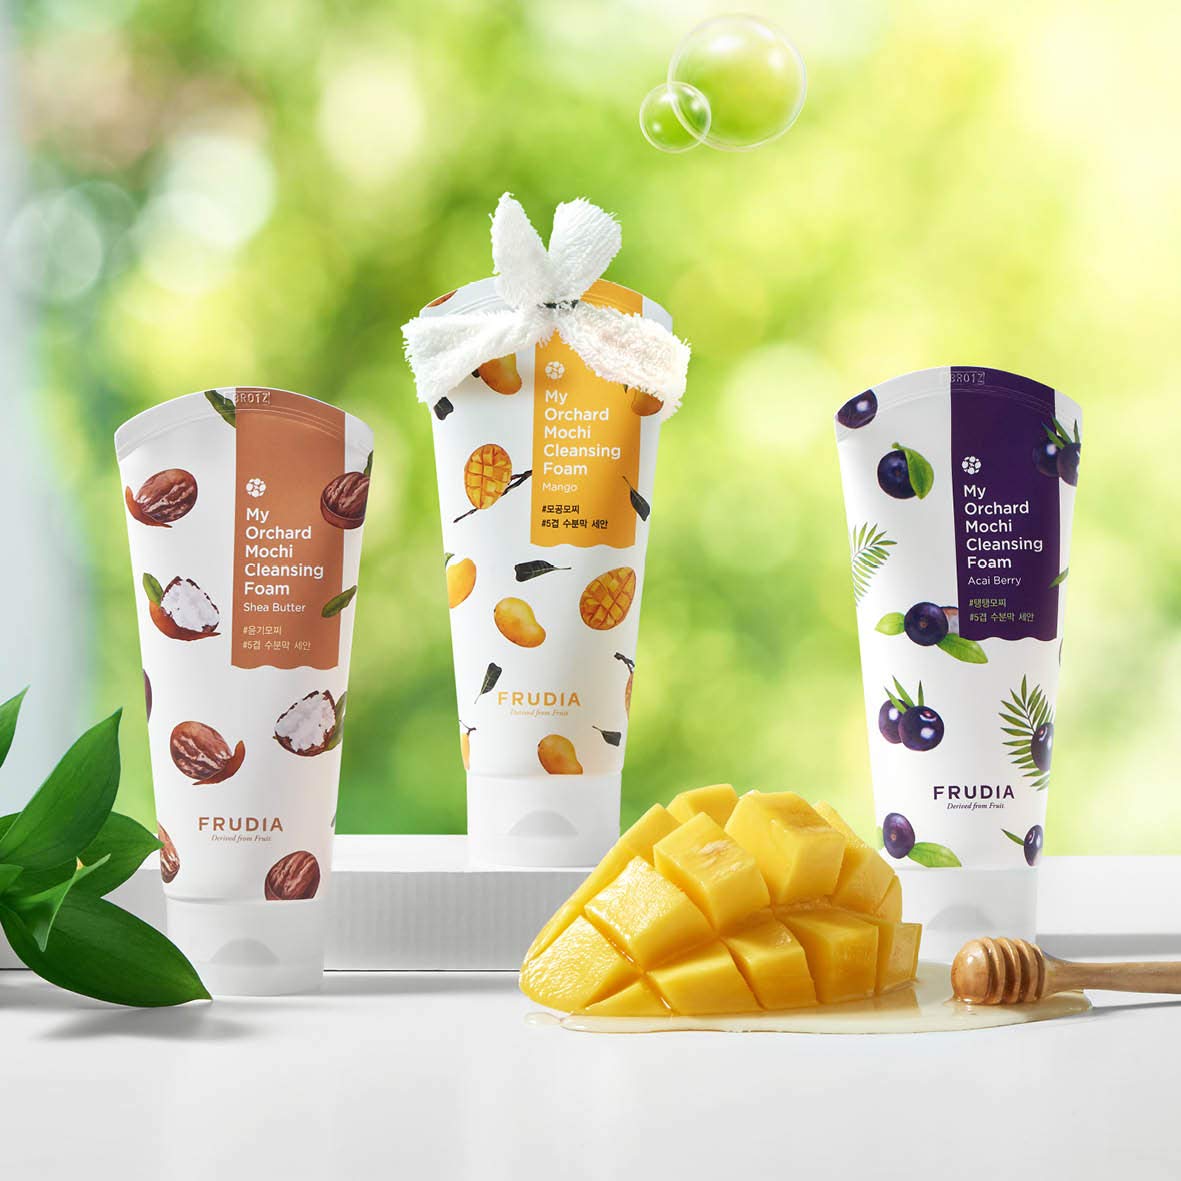 BR01Z
My
Orchard
Mochi
Cleansing
Foam
Shea Butter
#윤기모찌
#5겹 수분막 세안
FRUDIA
Derived from Fruit
My
Orchard
Mochi
Cleansing
Foam
Mango
#모공모찌
#5겹 수분막 세안
FRUDIA
Derived from Fruit
BR01Z
My
Orchard
Mochi
Cleansing
Foam
Acai Berry
#탱탱모찌
#5겹 수분막 세안
FRUDIA
Derived from Fruit